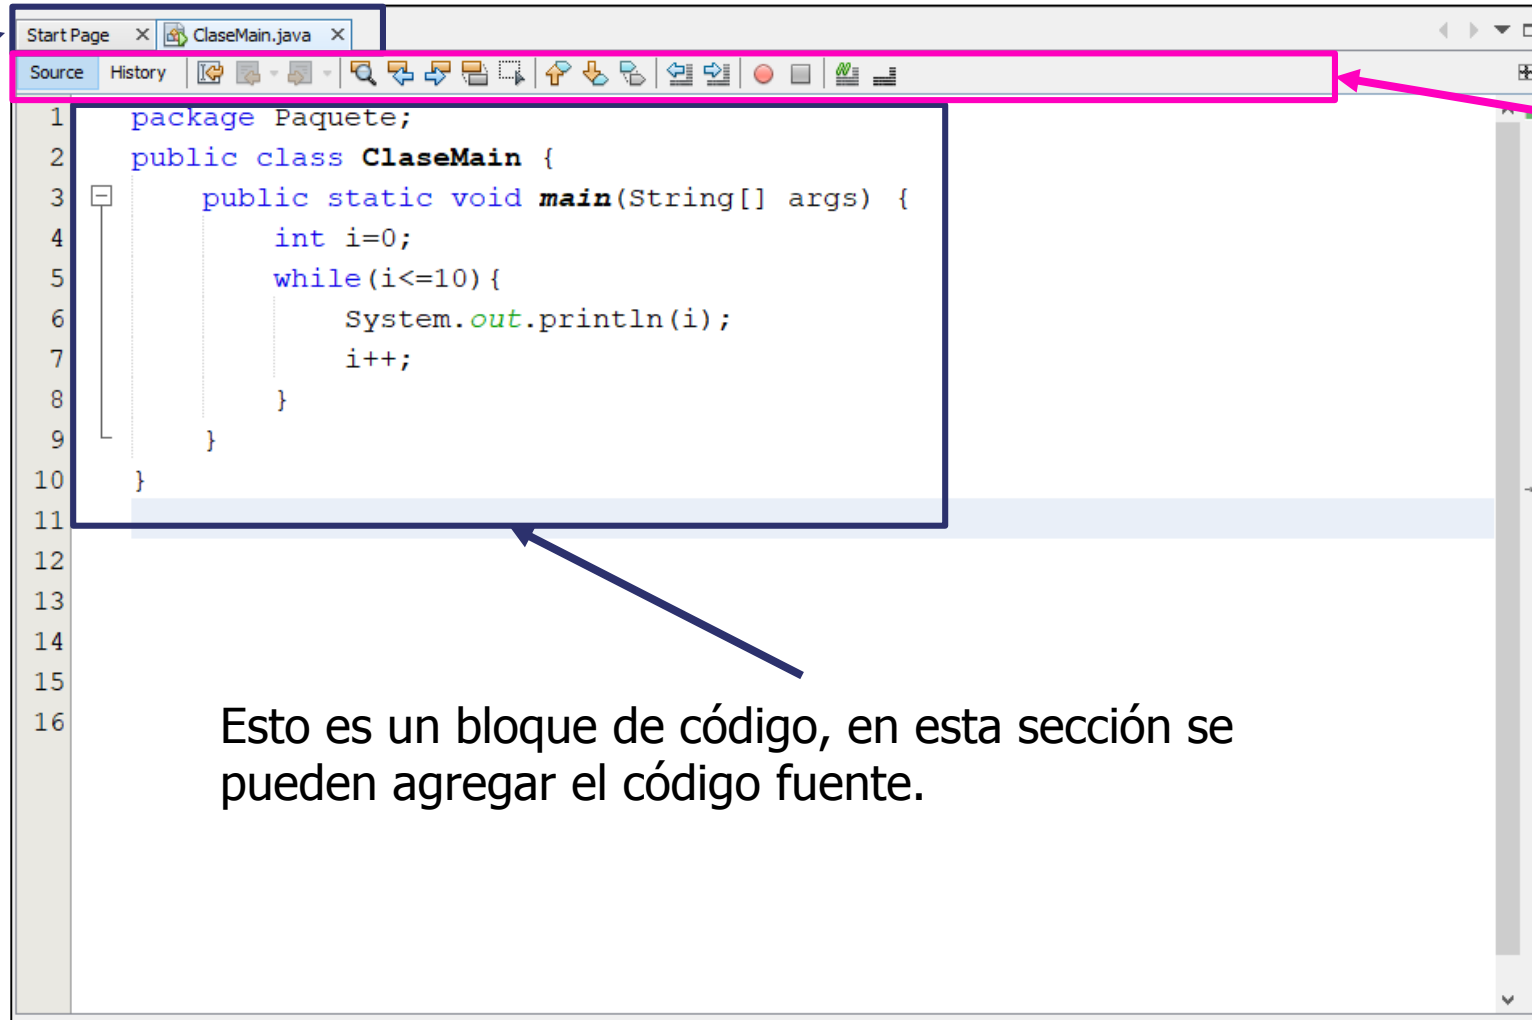 Start Page ClaseMain.java
Source History
1 package Paquete;
2 public class ClaseMain {
3 public static void main(String[] args) {
4 int i=0;
5 while(i<=10){
6 System.out.println(i);
7 i++;
8 }
9 }
10 }
11
12
13
14
15
16
Esto es un bloque de código, en esta sección se
pueden agregar el código fuente.